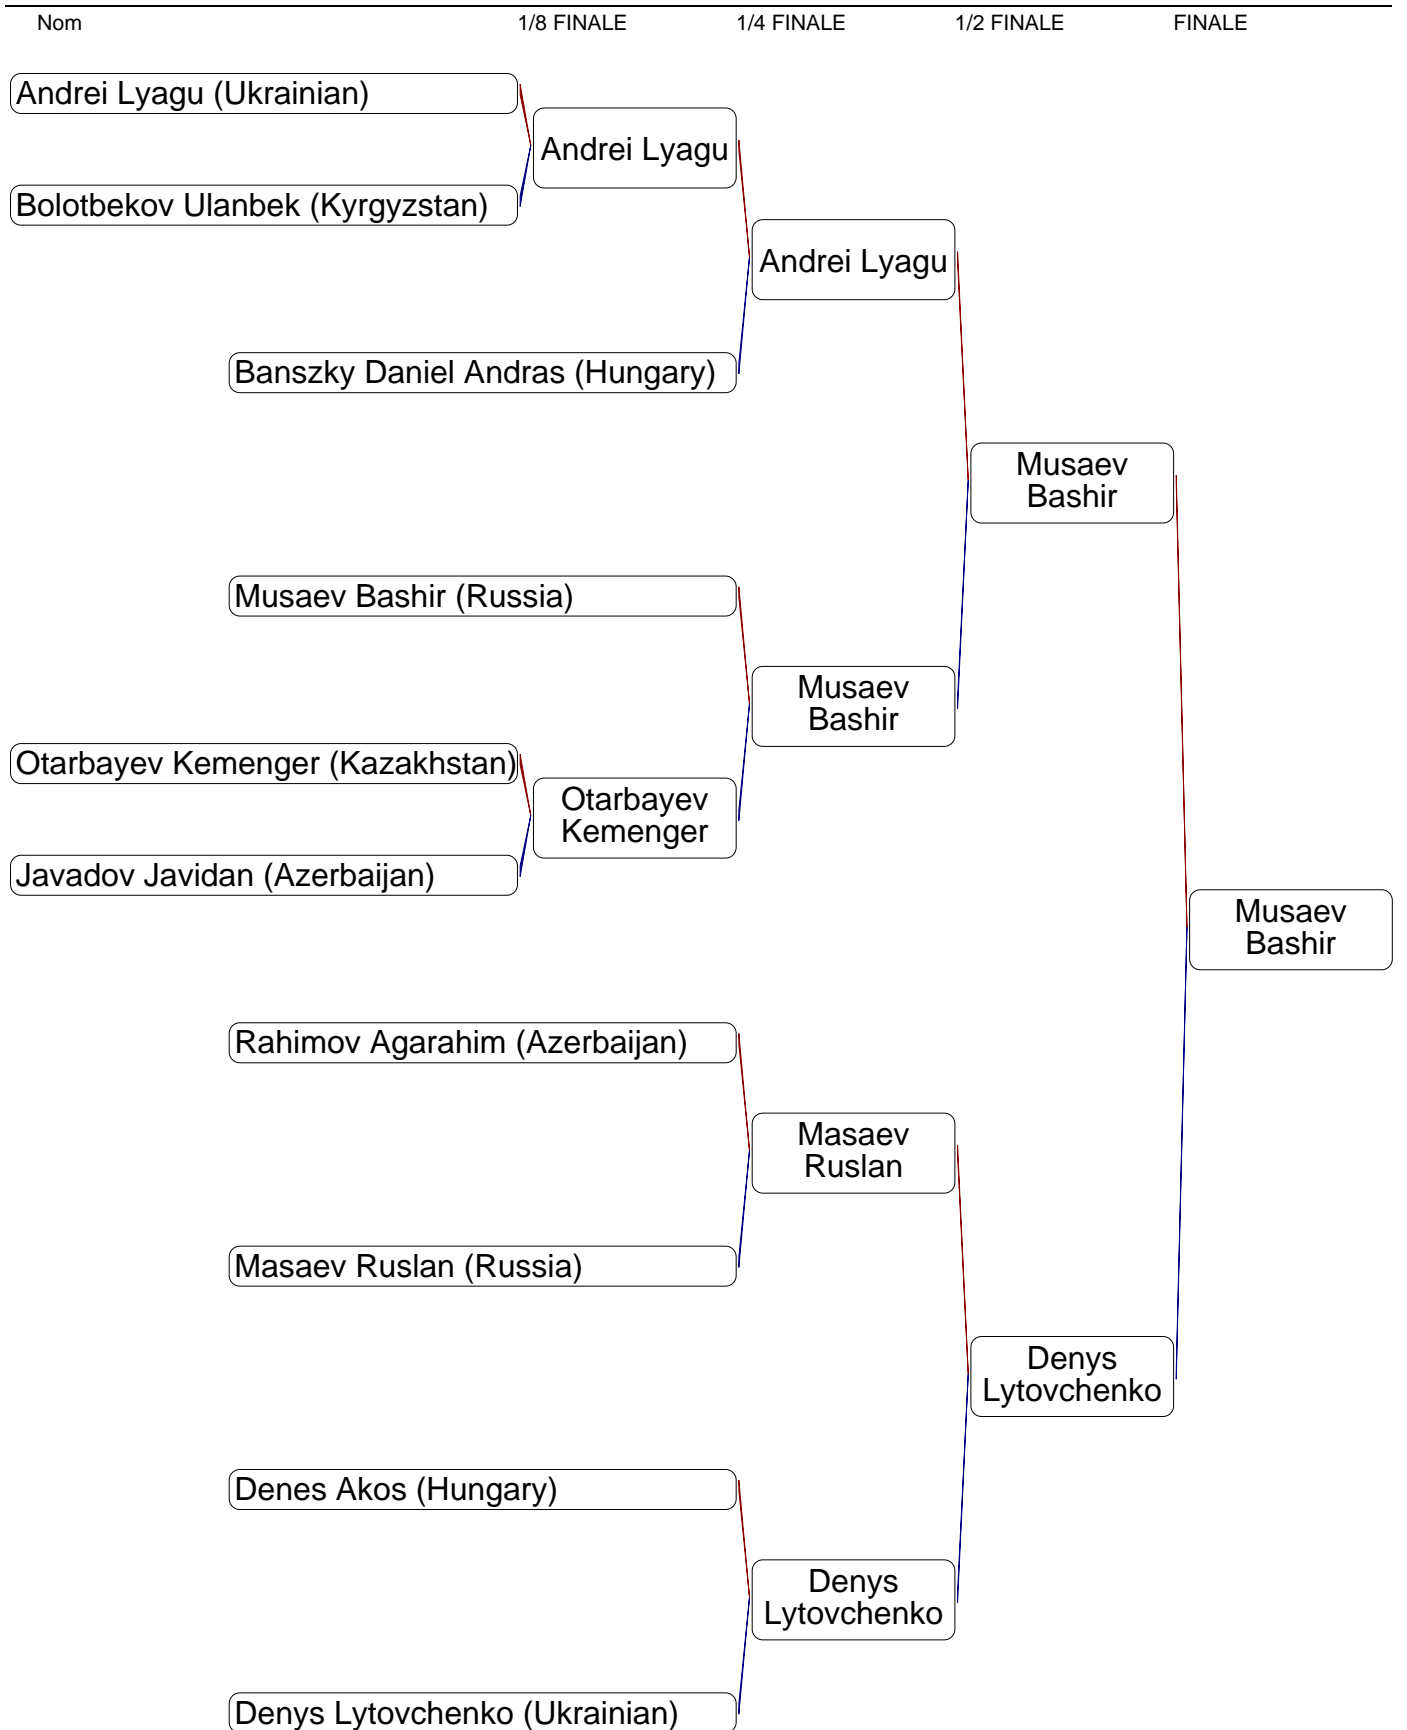 Nom 1/8 FINALE 1/4 FINALE 1/2 FINALE FINALE
Andrei Lyagu (Ukrainian)
Andrei Lyagu
Bolotbekov Ulanbek (Kyrgyzstan)
Andrei Lyagu
Banszky Daniel Andras (Hungary)
Musaev
Bashir
Musaev Bashir (Russia)
Musaev
Bashir
Otarbayev Kemenger (Kazakhstan)
Otarbayev
Kemenger
Javadov Javidan (Azerbaijan)
Musaev
Bashir
Rahimov Agarahim (Azerbaijan)
Masaev
Ruslan
Masaev Ruslan (Russia)
Denys
Lytovchenko
Denes Akos (Hungary)
Denys
Lytovchenko
Denys Lytovchenko (Ukrainian)